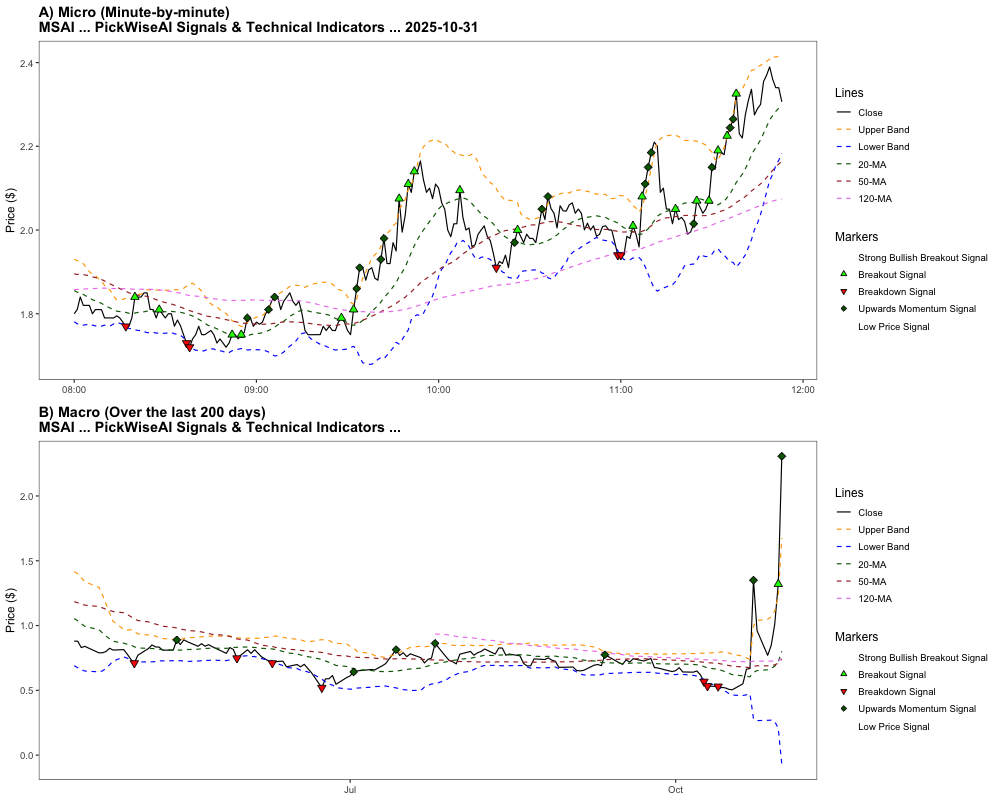 A) Micro (Minute-by-minute)
MSAI ... PickWiseAI Signals & Technical Indicators ... 2025-10-31
Price ($)
2.4
2.2
2.0
1.8
08:00
09:00
10:00
11:00
12:00
Lines
Close
Upper Band
Lower Band
20-MA
50-MA
120-MA
Markers
Strong Bullish Breakout Signal
Breakout Signal
Breakdown Signal
Upwards Momentum Signal
Low Price Signal
B) Macro (Over the last 200 days)
MSAI ... PickWiseAI Signals & Technical Indicators ...
Price ($)
2.0
1.5
1.0
0.5
0.0
Jul
Oct
Lines
Close
Upper Band
Lower Band
20-MA
50-MA
120-MA
Markers
Strong Bullish Breakout Signal
Breakout Signal
Breakdown Signal
Upwards Momentum Signal
Low Price Signal